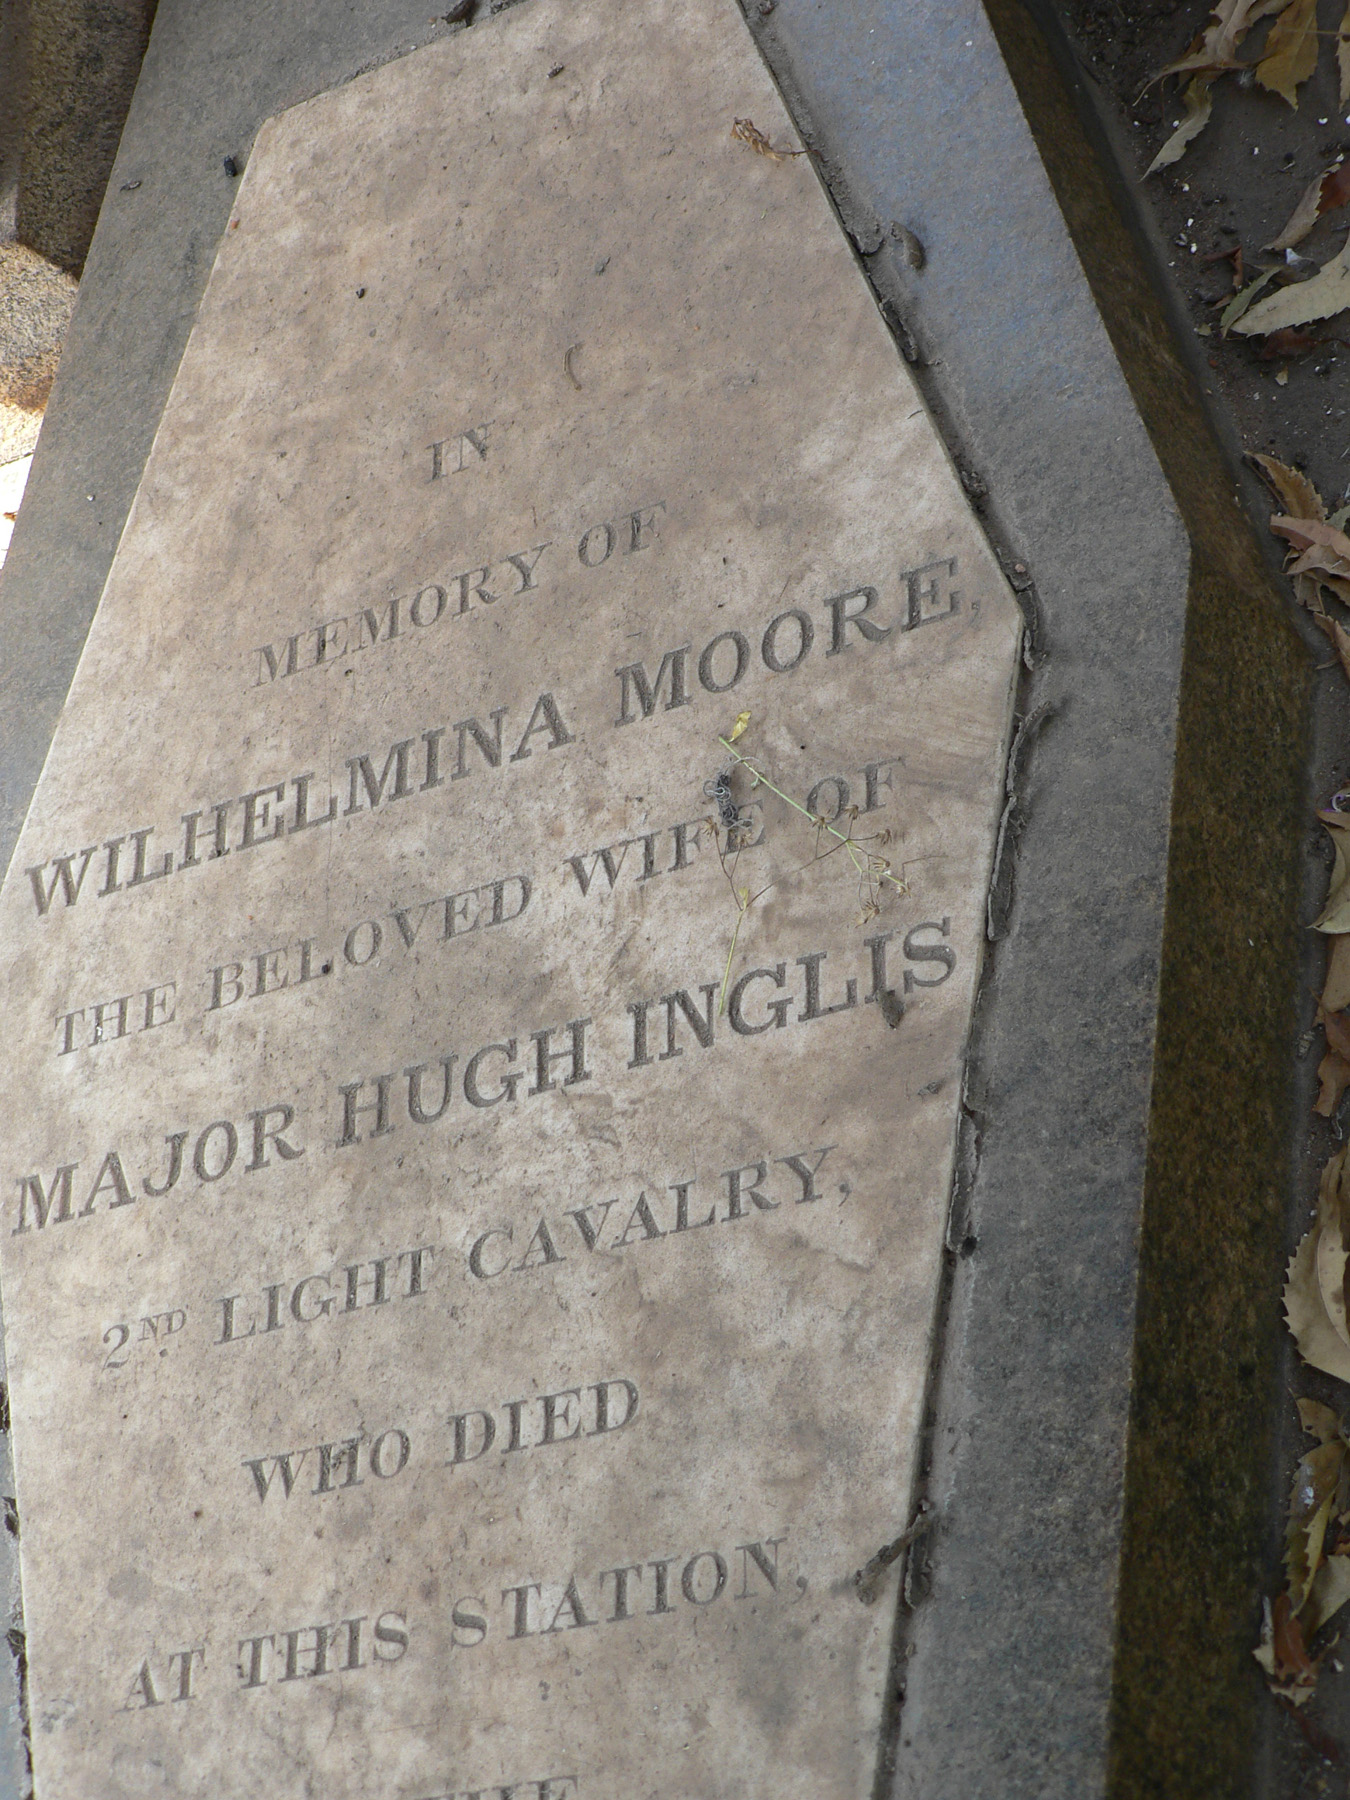 IN
MEMORY OF
WILHELMINA MOORE,
THE BELOVED WIFE OF
MAJOR HUGH INGLIS
2ND LIGHT CAVALRY,
WHO DIED
AT THIS STATION,
THE